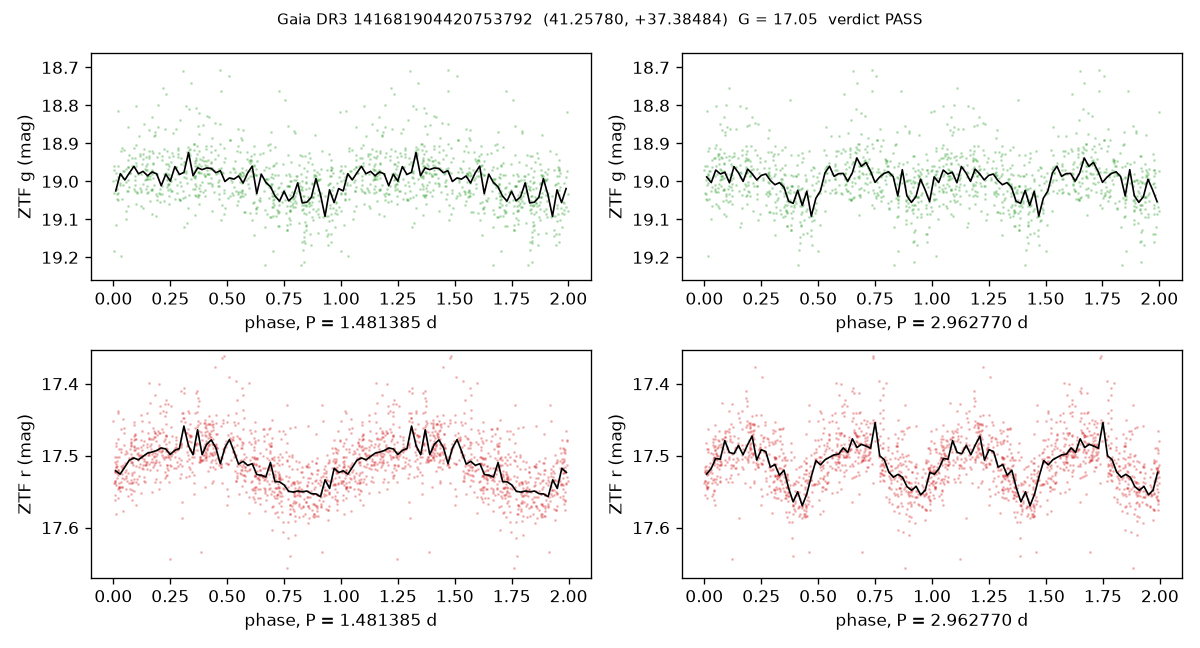 Gaia DR3 141681904420753792 (41.25780, +37.38484) G = 17.05 verdict PASS
ZTF g (mag)
18.7
18.8
18.9
19.0
19.1
19.2
0.00 0.25 0.50 0.75 1.00 1.25 1.50 1.75 2.00
phase, P = 1.481385 d
ZTF g (mag)
18.7
18.8
18.9
19.0
19.1
19.2
0.00 0.25 0.50 0.75 1.00 1.25 1.50 1.75 2.00
phase, P = 2.962770 d
ZTF r (mag)
17.4
17.5
17.6
0.00 0.25 0.50 0.75 1.00 1.25 1.50 1.75 2.00
phase, P = 1.481385 d
ZTF r (mag)
17.4
17.5
17.6
0.00 0.25 0.50 0.75 1.00 1.25 1.50 1.75 2.00
phase, P = 2.962770 d